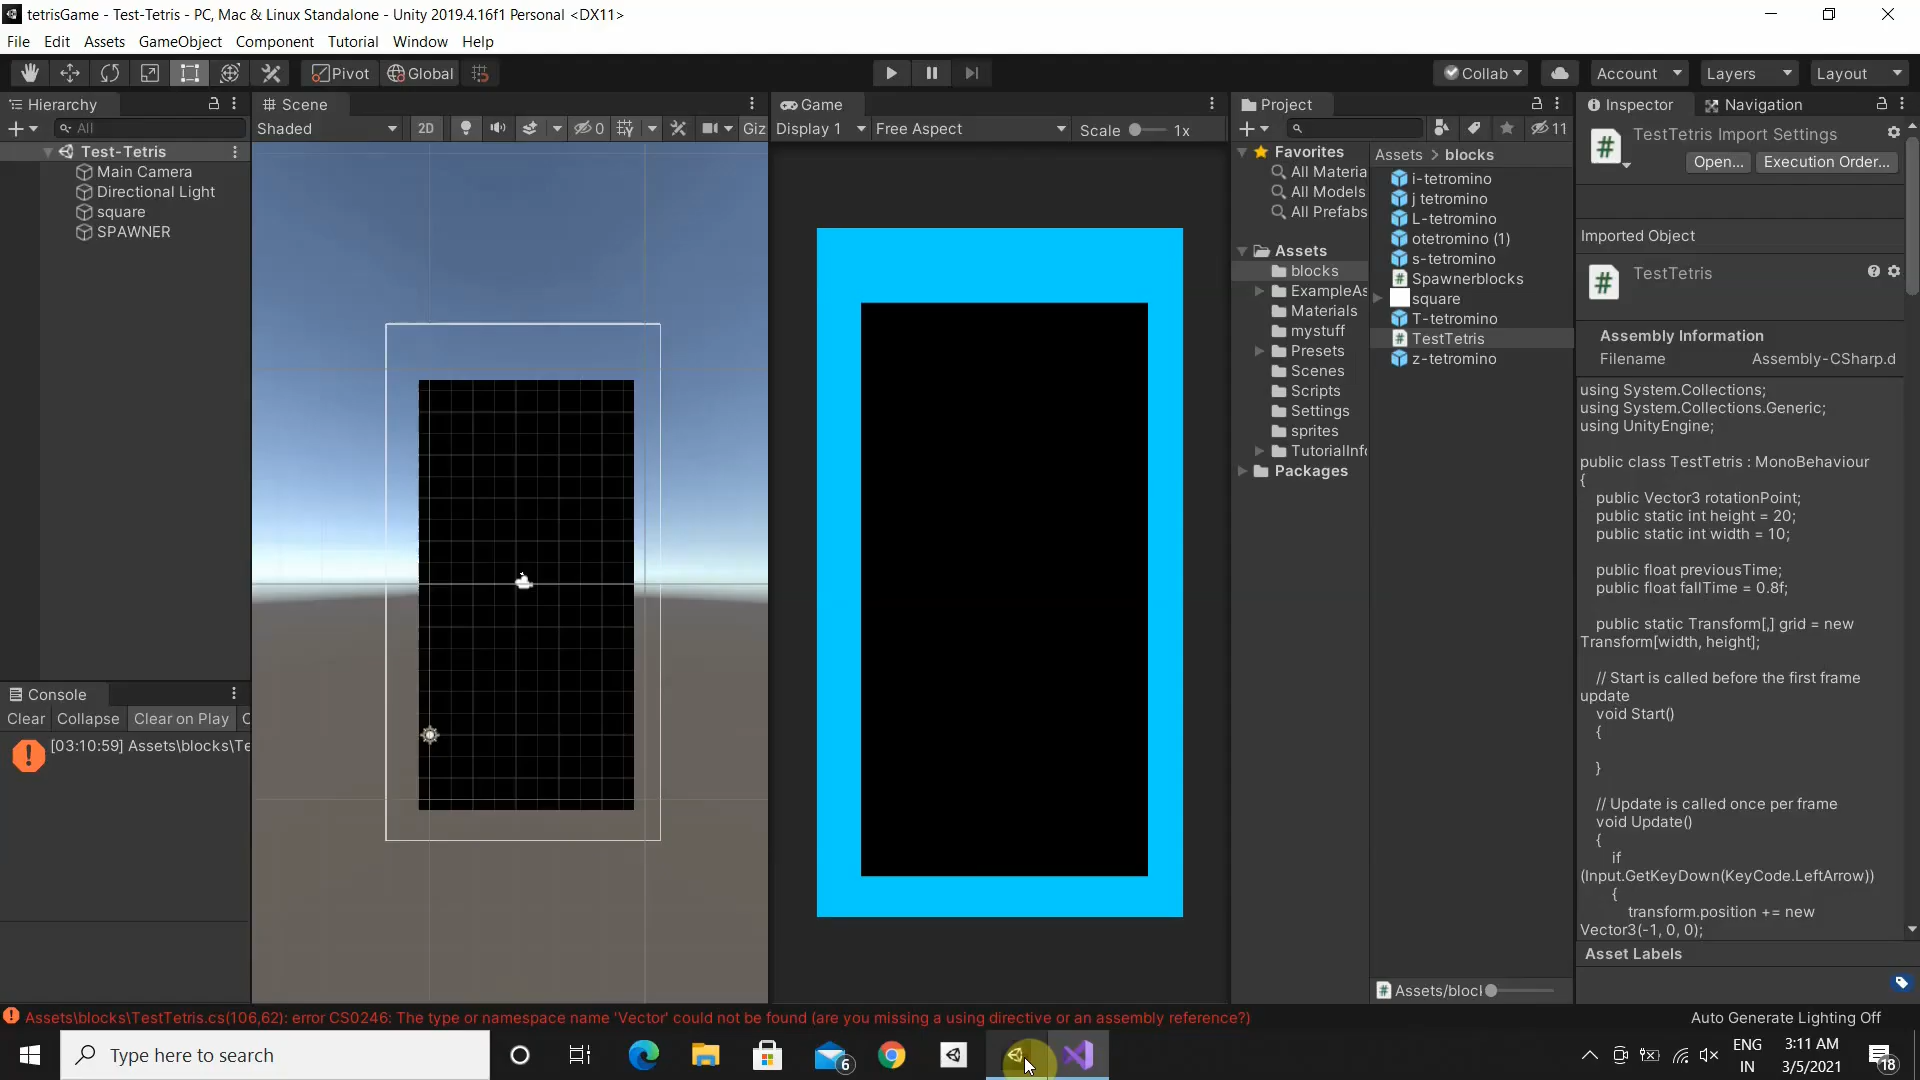 tetrisGame - Test-Tetris - PC, Mac & Linux Standalone - Unity 2019.4.16f1 Personal <DX11>
File Edit Assets GameObject Component Tutorial Window Help
Pivot Global Collab Account Layers Layout
Hierarchy
All
Test-Tetris
Main Camera
Directional Light
square
SPAWNER
Console
Clear Collapse Clear on Play C
[03:10:59] Assets\blocks\Te
Scene
Shaded 2D 0 Giz
Game
Display 1 Free Aspect Scale 1x
Project
11
Favorites
All Materia
All Models
All Prefabs
Assets
blocks
ExampleAs
Materials
mystuff
Presets
Scenes
Scripts
Settings
sprites
TutorialInfo
Packages
Assets > blocks
i-tetromino
j tetromino
L-tetromino
otetromino (1)
s-tetromino
Spawnerblocks
square
T-tetromino
TestTetris
z-tetromino
Assets/blocl
Inspector Navigation
TestTetris Import Settings
Open... Execution Order...
Imported Object
TestTetris
Assembly Information
Filename Assembly-CSharp.d
using System.Collections;
using System.Collections.Generic;
using UnityEngine;
public class TestTetris : MonoBehaviour
{
public Vector3 rotationPoint;
public static int height = 20;
public static int width = 10;
public float previousTime;
public float fallTime = 0.8f;
public static Transform[,] grid = new
Transform[width, height];
// Start is called before the first frame
update
void Start()
{
}
// Update is called once per frame
void Update()
{
if
(Input.GetKeyDown(KeyCode.LeftArrow))
{
transform.position += new
Vector3(-1, 0, 0);
Asset Labels
Assets\blocks\TestTetris.cs(106,62): error CS0246: The type or namespace name 'Vector' could not be found (are you missing a using directive or an assembly reference?)
Auto Generate Lighting Off
Type here to search
6
ENG
IN
3:11 AM
3/5/2021
18